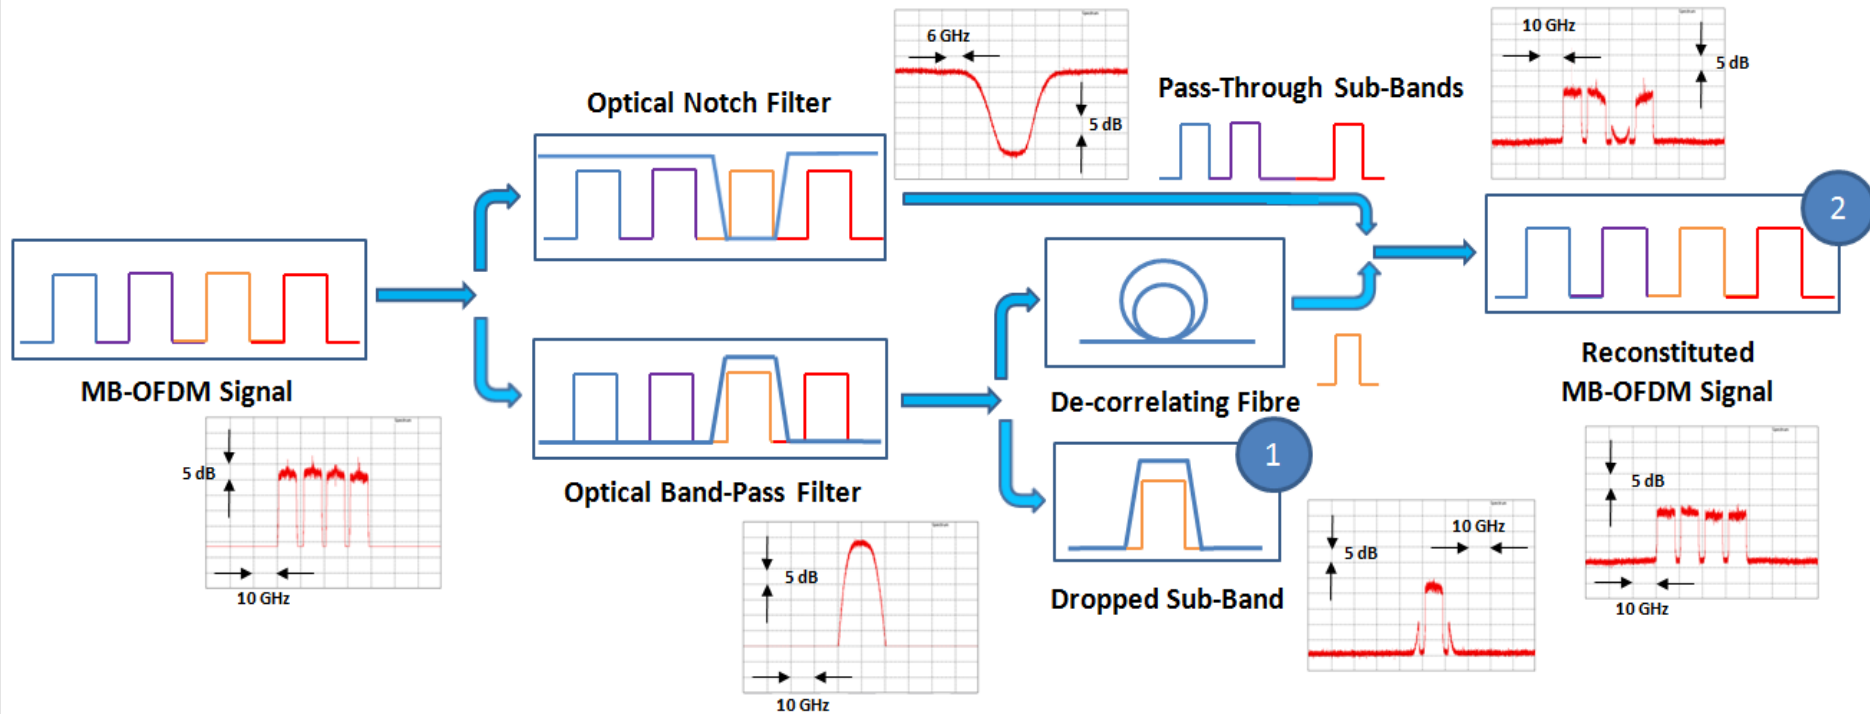 6 GHz
5 dB
Optical Notch Filter
Pass-Through Sub-Bands
10 GHz
5 dB
2
MB-OFDM Signal
5 dB
10 GHz
Optical Band-Pass Filter
5 dB
10 GHz
De-correlating Fibre
1
Dropped Sub-Band
5 dB
10 GHz
Reconstituted
MB-OFDM Signal
5 dB
10 GHz